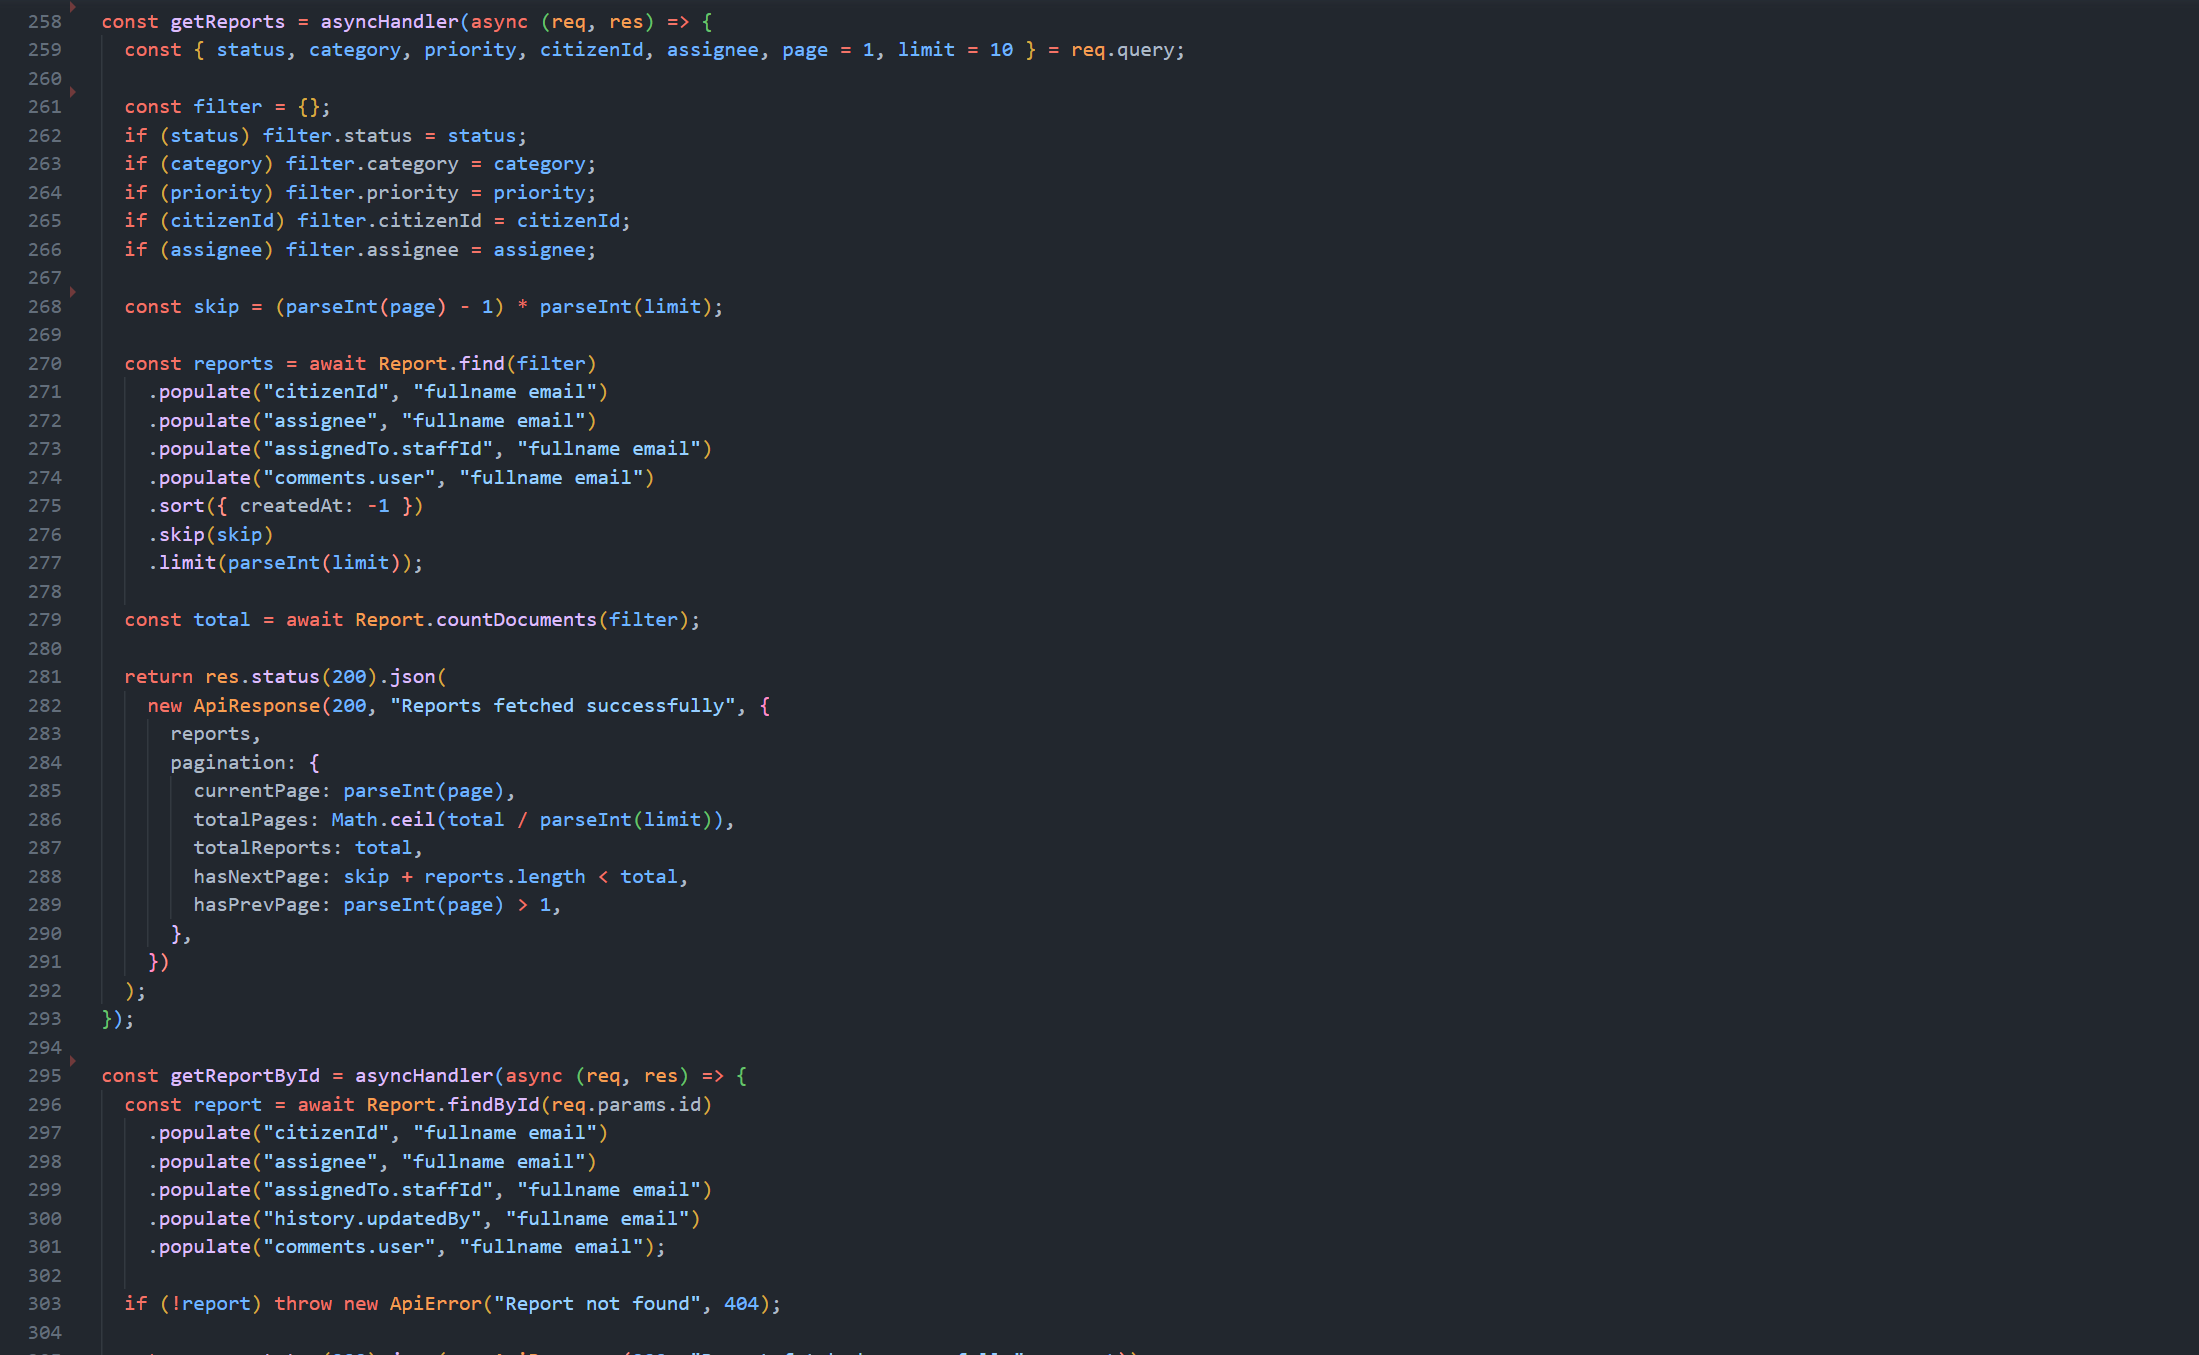 258 const getReports = asyncHandler(async (req, res) => {
259   const { status, category, priority, citizenId, assignee, page = 1, limit = 10 } = req.query;
260
261   const filter = {};
262   if (status) filter.status = status;
263   if (category) filter.category = category;
264   if (priority) filter.priority = priority;
265   if (citizenId) filter.citizenId = citizenId;
266   if (assignee) filter.assignee = assignee;
267
268   const skip = (parseInt(page) - 1) * parseInt(limit);
269
270   const reports = await Report.find(filter)
271     .populate("citizenId", "fullname email")
272     .populate("assignee", "fullname email")
273     .populate("assignedTo.staffId", "fullname email")
274     .populate("comments.user", "fullname email")
275     .sort({ createdAt: -1 })
276     .skip(skip)
277     .limit(parseInt(limit));
278
279   const total = await Report.countDocuments(filter);
280
281   return res.status(200).json(
282     new ApiResponse(200, "Reports fetched successfully", {
283       reports,
284       pagination: {
285         currentPage: parseInt(page),
286         totalPages: Math.ceil(total / parseInt(limit)),
287         totalReports: total,
288         hasNextPage: skip + reports.length < total,
289         hasPrevPage: parseInt(page) > 1,
290       },
291     })
292   );
293 });
294
295 const getReportById = asyncHandler(async (req, res) => {
296   const report = await Report.findById(req.params.id)
297     .populate("citizenId", "fullname email")
298     .populate("assignee", "fullname email")
299     .populate("assignedTo.staffId", "fullname email")
300     .populate("history.updatedBy", "fullname email")
301     .populate("comments.user", "fullname email");
302
303   if (!report) throw new ApiError("Report not found", 404);
304